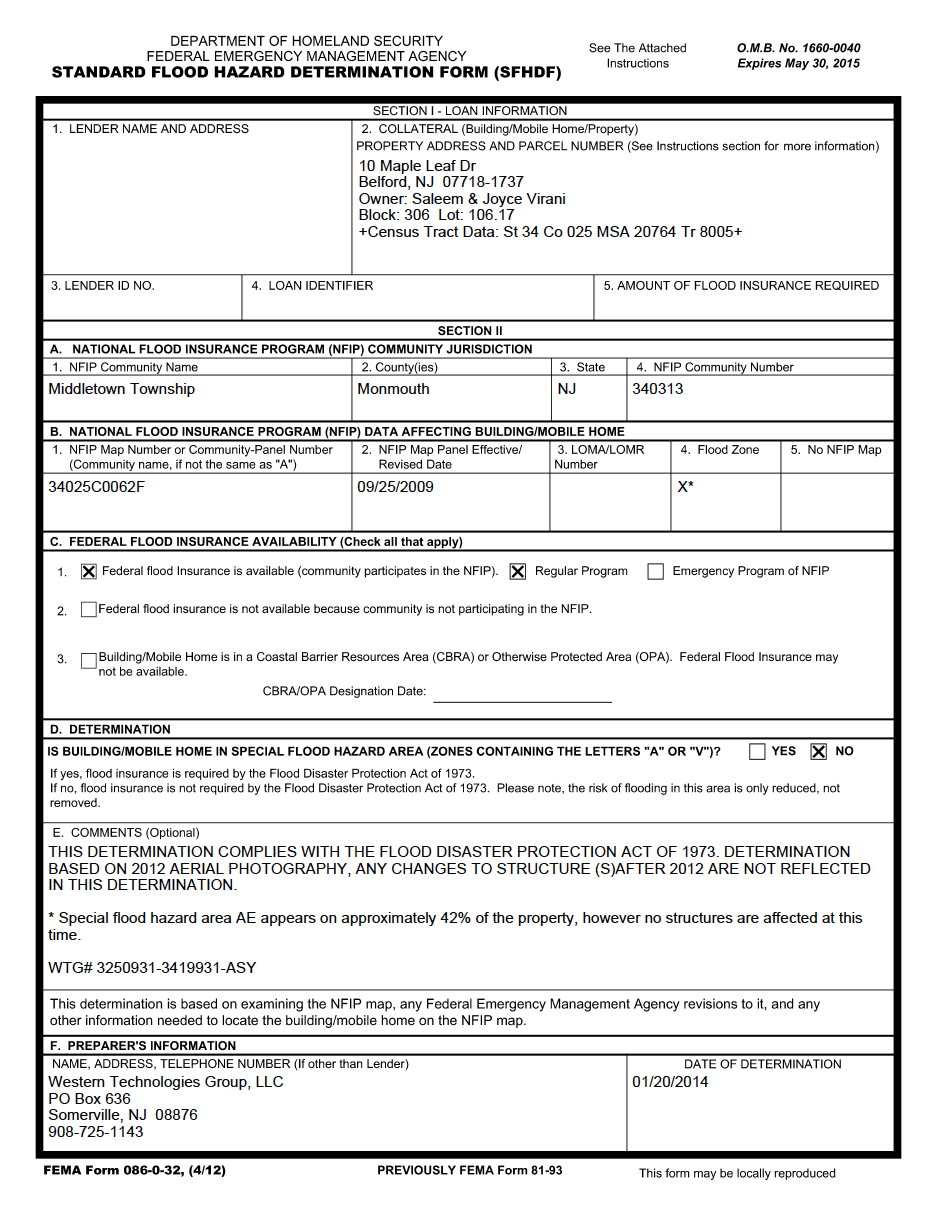 DEPARTMENT OF HOMELAND SECURITY
FEDERAL EMERGENCY MANAGEMENT AGENCY
STANDARD FLOOD HAZARD DETERMINATION FORM (SFHDF)
See The Attached
Instructions
O.M.B. No. 1660-0040
Expires May 30, 2015
SECTION I - LOAN INFORMATION
1. LENDER NAME AND ADDRESS
2. COLLATERAL (Building/Mobile Home/Property)
PROPERTY ADDRESS AND PARCEL NUMBER (See Instructions section for more information)
10 Maple Leaf Dr
Belford, NJ 07718-1737
Owner: Saleem & Joyce Virani
Block: 306 Lot: 106.17
+Census Tract Data: St 34 Co 025 MSA 20764 Tr 8005+
3. LENDER ID NO.
4. LOAN IDENTIFIER
5. AMOUNT OF FLOOD INSURANCE REQUIRED
SECTION II
A. NATIONAL FLOOD INSURANCE PROGRAM (NFIP) COMMUNITY JURISDICTION
1. NFIP Community Name
2. County(ies)
3. State
4. NFIP Community Number
Middletown Township
Monmouth
NJ
340313
B. NATIONAL FLOOD INSURANCE PROGRAM (NFIP) DATA AFFECTING BUILDING/MOBILE HOME
1. NFIP Map Number or Community-Panel Number
(Community name, if not the same as "A")
2. NFIP Map Panel Effective/
Revised Date
3. LOMA/LOMR
Number
4. Flood Zone
5. No NFIP Map
34025C0062F
09/25/2009
X*
C. FEDERAL FLOOD INSURANCE AVAILABILITY (Check all that apply)
1. Federal flood Insurance is available (community participates in the NFIP). Regular Program Emergency Program of NFIP
2. Federal flood insurance is not available because community is not participating in the NFIP.
3. Building/Mobile Home is in a Coastal Barrier Resources Area (CBRA) or Otherwise Protected Area (OPA). Federal Flood Insurance may
not be available.
CBRA/OPA Designation Date:
D. DETERMINATION
IS BUILDING/MOBILE HOME IN SPECIAL FLOOD HAZARD AREA (ZONES CONTAINING THE LETTERS "A" OR "V")? YES NO
If yes, flood insurance is required by the Flood Disaster Protection Act of 1973.
If no, flood insurance is not required by the Flood Disaster Protection Act of 1973. Please note, the risk of flooding in this area is only reduced, not
removed.
E. COMMENTS (Optional)
THIS DETERMINATION COMPLIES WITH THE FLOOD DISASTER PROTECTION ACT OF 1973. DETERMINATION
BASED ON 2012 AERIAL PHOTOGRAPHY, ANY CHANGES TO STRUCTURE (S)AFTER 2012 ARE NOT REFLECTED
IN THIS DETERMINATION.
* Special flood hazard area AE appears on approximately 42% of the property, however no structures are affected at this
time.
WTG# 3250931-3419931-ASY
This determination is based on examining the NFIP map, any Federal Emergency Management Agency revisions to it, and any
other information needed to locate the building/mobile home on the NFIP map.
F. PREPARER'S INFORMATION
NAME, ADDRESS, TELEPHONE NUMBER (If other than Lender)
DATE OF DETERMINATION
Western Technologies Group, LLC
PO Box 636
Somerville, NJ 08876
908-725-1143
01/20/2014
FEMA Form 086-0-32, (4/12)
PREVIOUSLY FEMA Form 81-93
This form may be locally reproduced